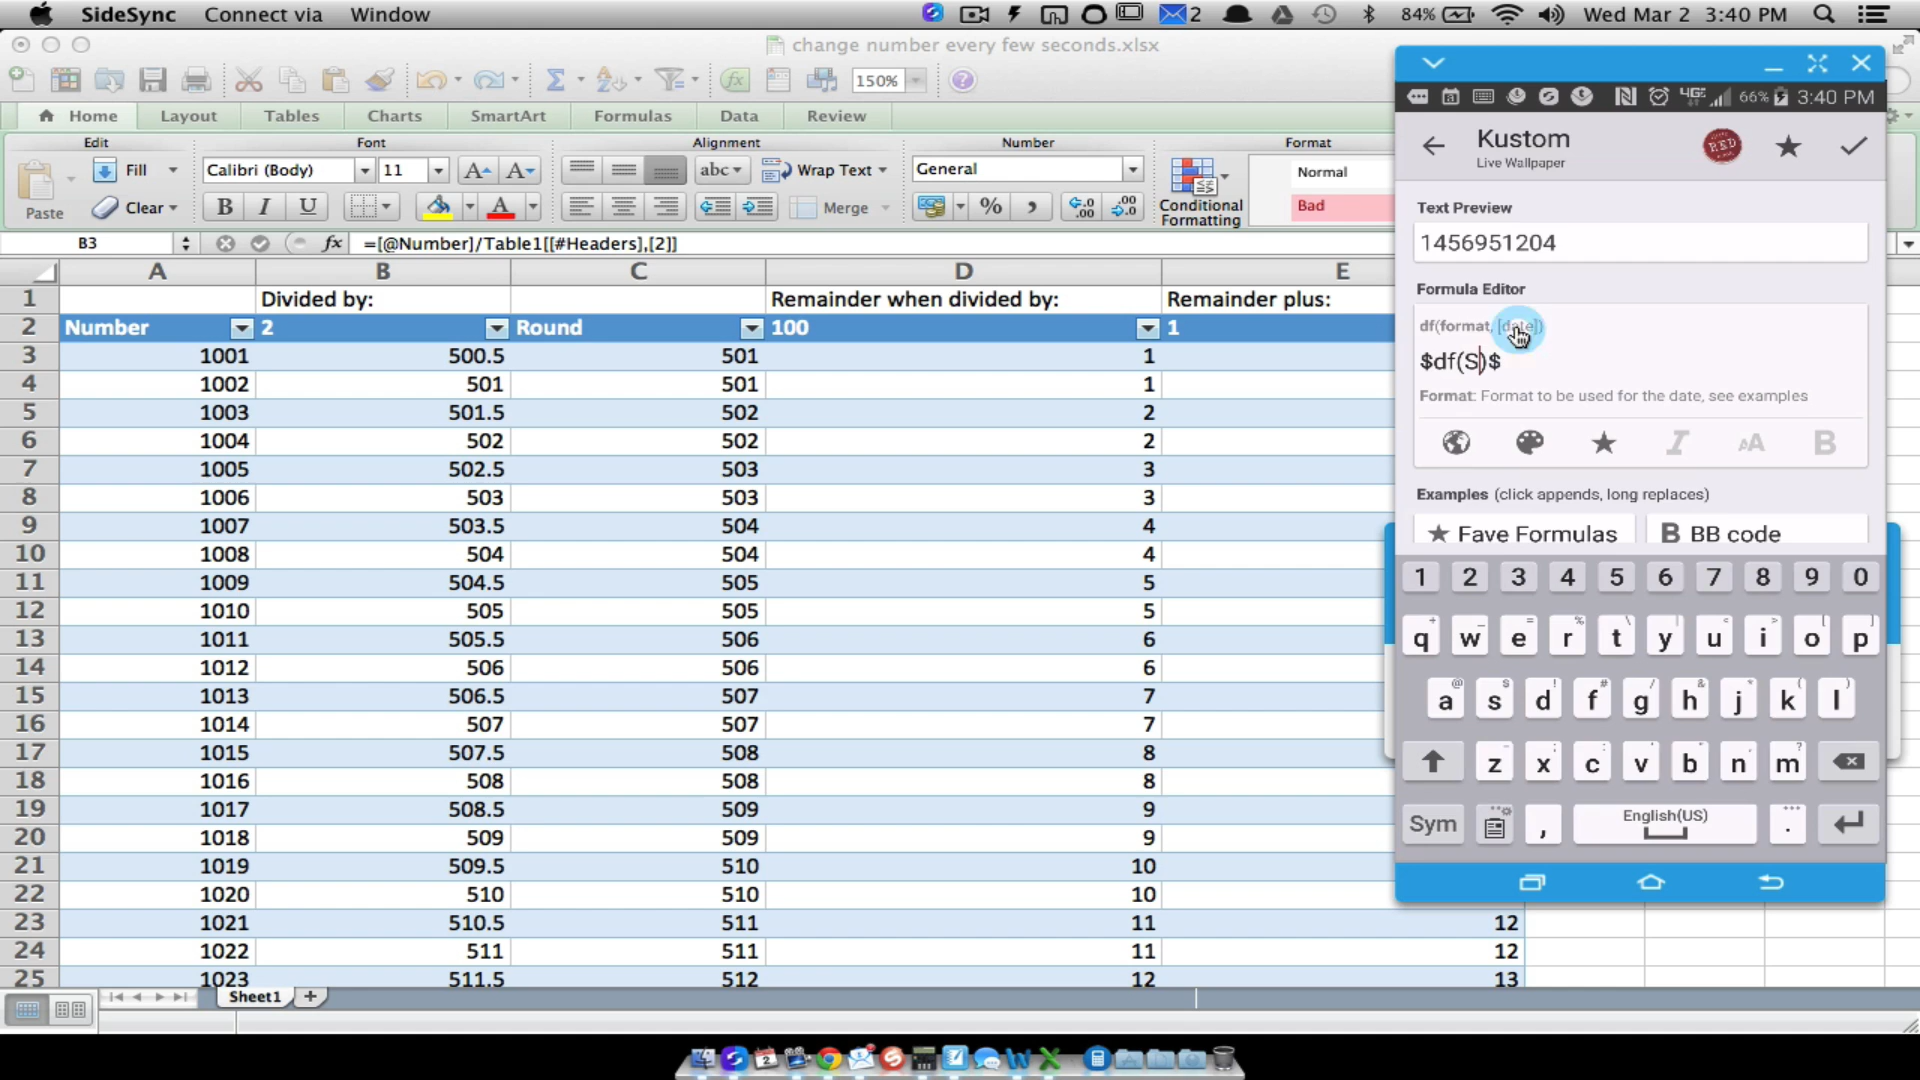 SideSync Connect via Window 2 84% Wed Mar 2 3:40 PM
change number every few seconds.xlsx
150%
Home Layout Tables Charts SmartArt Formulas Data Review
Edit Font Alignment Number Format
Fill Calibri (Body) 11 A A abc Wrap Text General Normal
Paste Clear B I U A Merge % Conditional Formatting Bad
B3 fx =[@Number]/Table1[[#Headers],[2]]
A B C D E
1 Divided by: Remainder when divided by: Remainder plus:
2 Number 2 Round 100 1
3 1001 500.5 501 1
4 1002 501 501 1
5 1003 501.5 502 2
6 1004 502 502 2
7 1005 502.5 503 3
8 1006 503 503 3
9 1007 503.5 504 4
10 1008 504 504 4
11 1009 504.5 505 5
12 1010 505 505 5
13 1011 505.5 506 6
14 1012 506 506 6
15 1013 506.5 507 7
16 1014 507 507 7
17 1015 507.5 508 8
18 1016 508 508 8
19 1017 508.5 509 9
20 1018 509 509 9
21 1019 509.5 510 10
22 1020 510 510 10
23 1021 510.5 511 11 12
24 1022 511 511 11 12
25 1023 511.5 512 12 13
Sheet1
4G 66% 3:40 PM
Kustom
Live Wallpaper
RED
Text Preview
1456951204
Formula Editor
df(format, [date])
$df(S)$
Format: Format to be used for the date, see examples
I AA B
Examples (click appends, long replaces)
Fave Formulas B BB code
1 2 3 4 5 6 7 8 9 0
q w e r t y u i o p
a s d f g h j k l
z x c v b n m
Sym , English(US) .